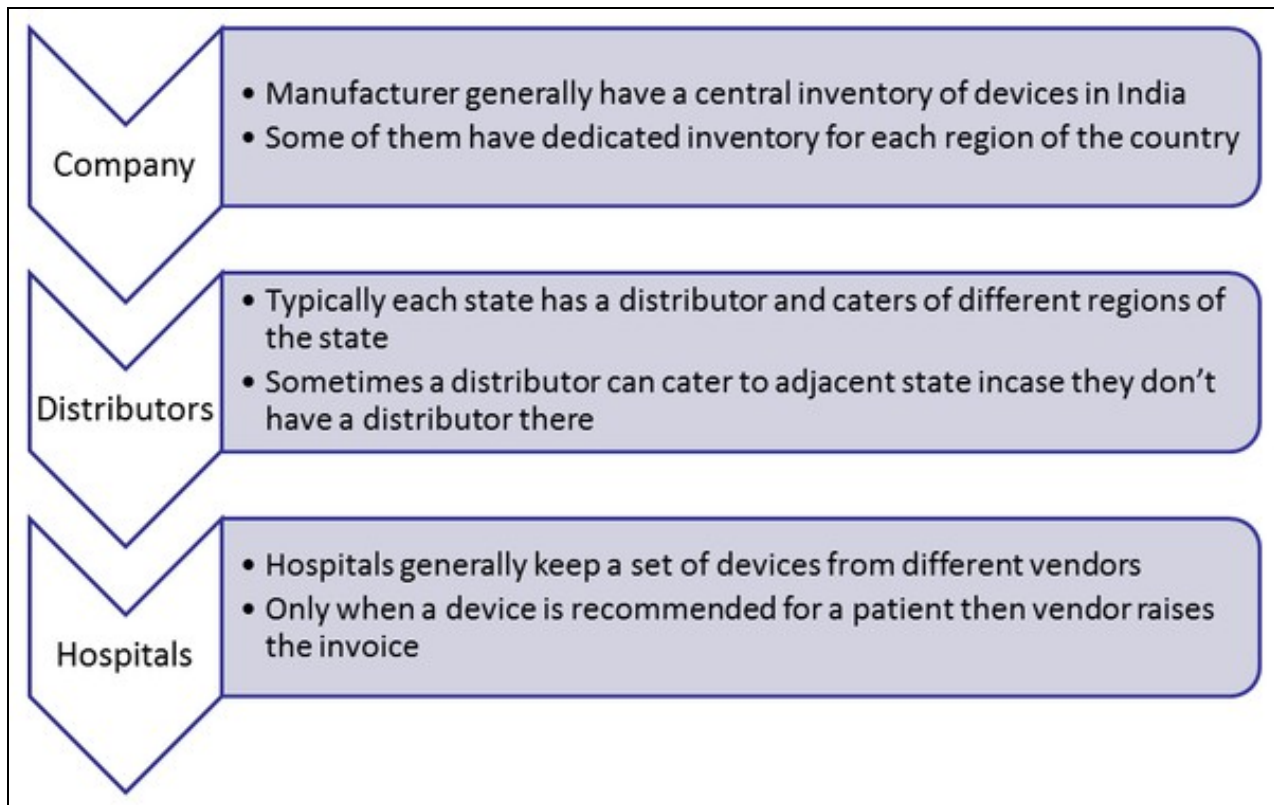 Company
• Manufacturer generally have a central inventory of devices in India
• Some of them have dedicated inventory for each region of the country
Distributors
• Typically each state has a distributor and caters of different regions of
the state
• Sometimes a distributor can cater to adjacent state incase they don’t
have a distributor there
Hospitals
• Hospitals generally keep a set of devices from different vendors
• Only when a device is recommended for a patient then vendor raises
the invoice